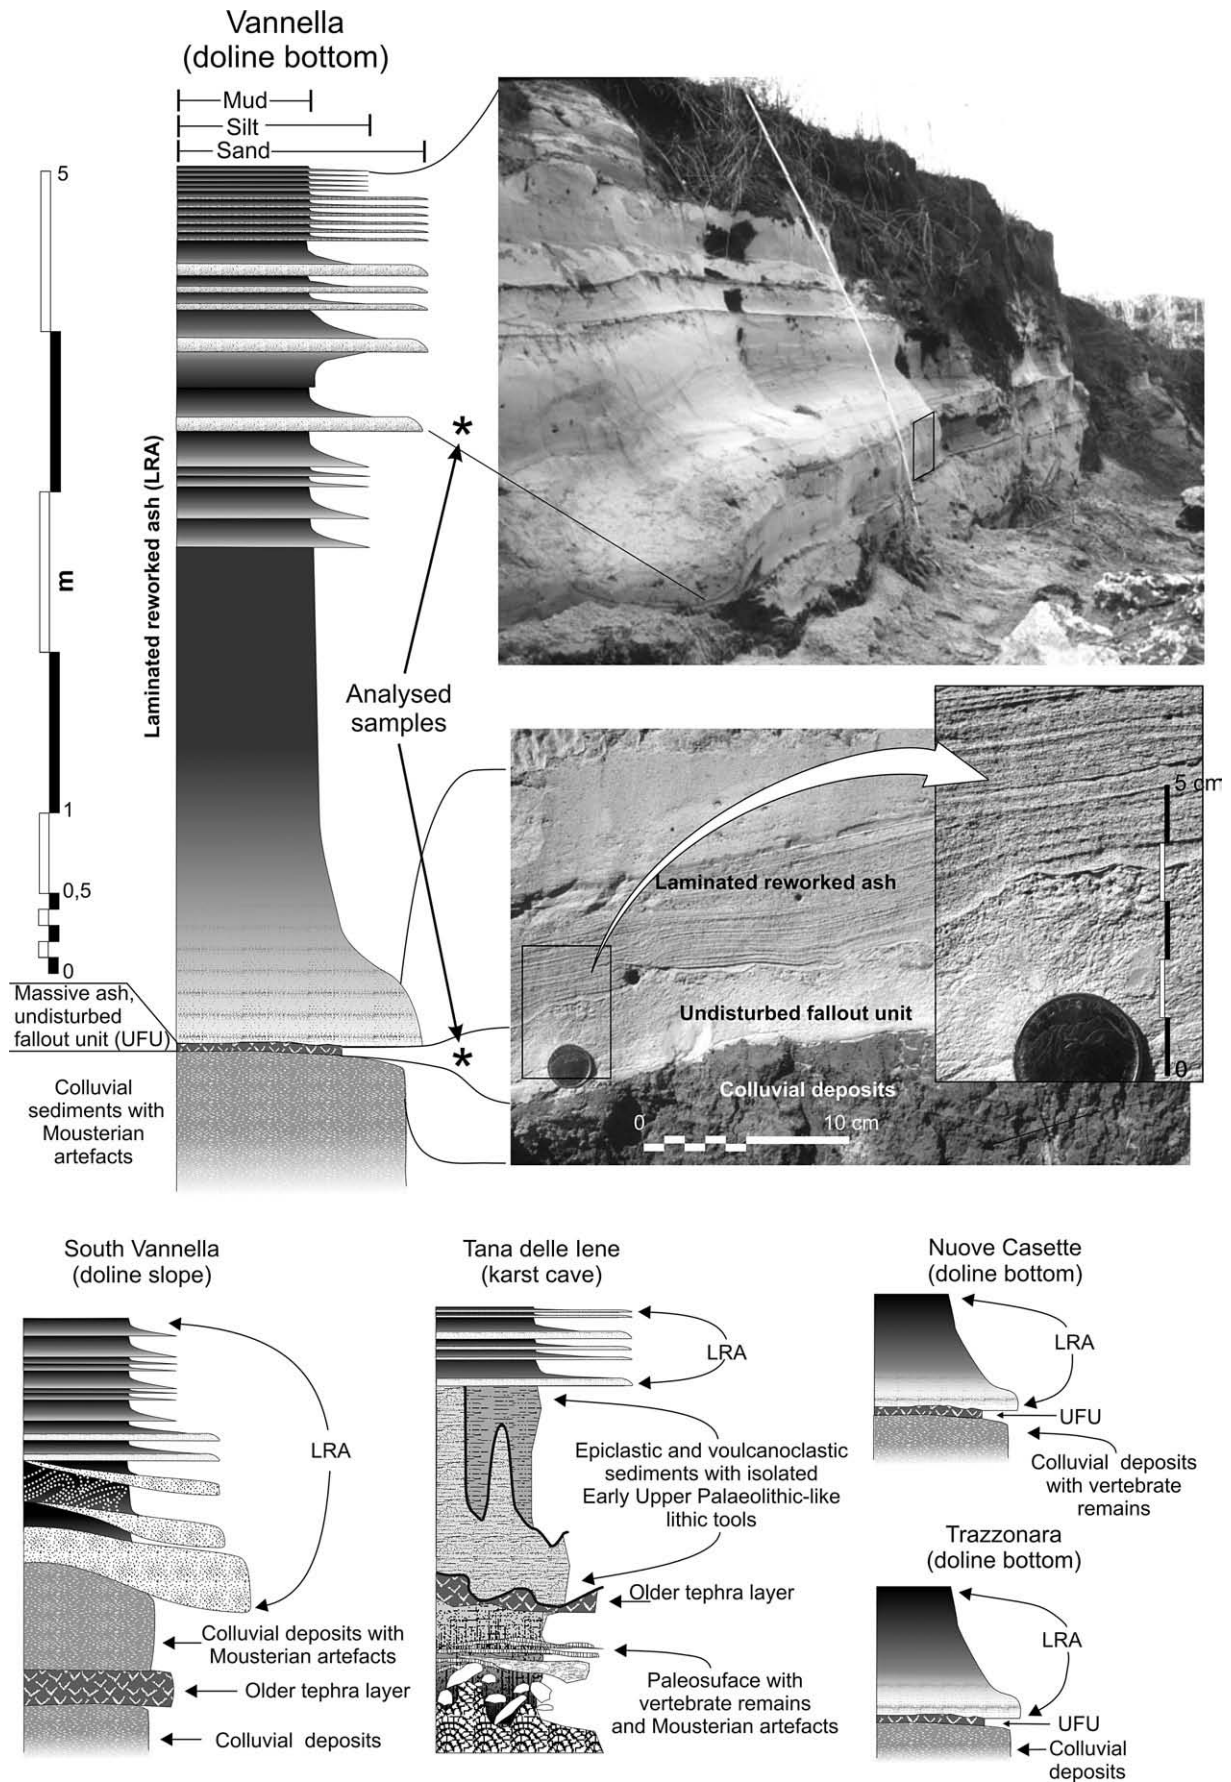 Vannella
(doline bottom)
Mud
Silt
Sand
5
Laminated reworked ash (LRA)
m
1
0,5
0
Analysed
samples
*
*
Massive ash,
undisturbed
fallout unit (UFU)
Colluvial
sediments with
Mousterian
artefacts
Laminated reworked ash
Undisturbed fallout unit
Colluvial deposits
0 10 cm
5 cm
0
South Vannella
(doline slope)
LRA
Colluvial deposits with
Mousterian artefacts
Older tephra layer
Colluvial deposits
Tana delle Iene
(karst cave)
LRA
Epiclastic and voulcanoclastic
sediments with isolated
Early Upper Palaeolithic-like
lithic tools
Older tephra layer
Paleosuface with
vertebrate remains
and Mousterian artefacts
Nuove Casette
(doline bottom)
LRA
UFU
Colluvial deposits
with vertebrate
remains
Trazzonara
(doline bottom)
LRA
UFU
Colluvial
deposits